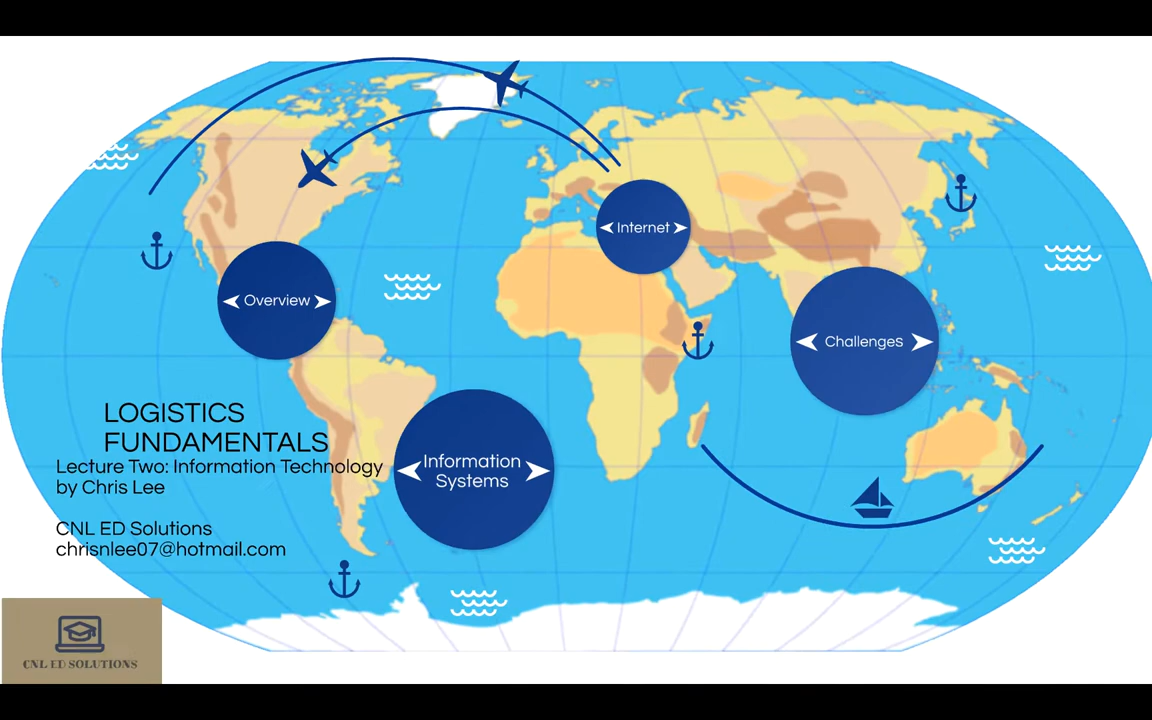 Internet
Overview
Challenges
LOGISTICS
FUNDAMENTALS
Lecture Two: Information Technology
by Chris Lee
Information
Systems
CNL ED Solutions
chrisnlee07@hotmail.com
CNL ED SOLUTIONS